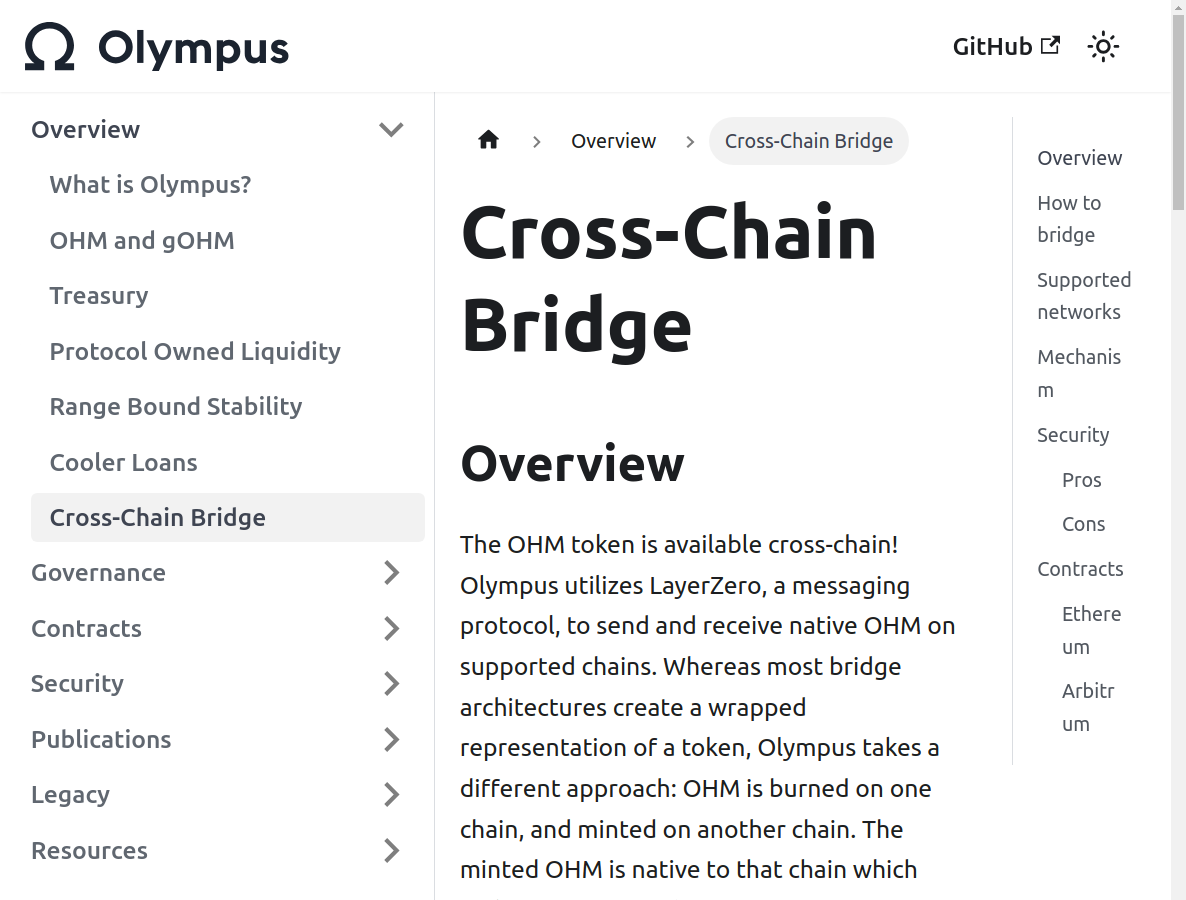 Olympus
GitHub
Overview
What is Olympus?
OHM and gOHM
Treasury
Protocol Owned Liquidity
Range Bound Stability
Cooler Loans
Cross-Chain Bridge
Governance
Contracts
Security
Publications
Legacy
Resources
Overview
Cross-Chain Bridge
Cross-Chain
Bridge
Overview
The OHM token is available cross-chain!
Olympus utilizes LayerZero, a messaging
protocol, to send and receive native OHM on
supported chains. Whereas most bridge
architectures create a wrapped
representation of a token, Olympus takes a
different approach: OHM is burned on one
chain, and minted on another chain. The
minted OHM is native to that chain which
Overview
How to
bridge
Supported
networks
Mechanis
m
Security
Pros
Cons
Contracts
Ethere
um
Arbitr
um